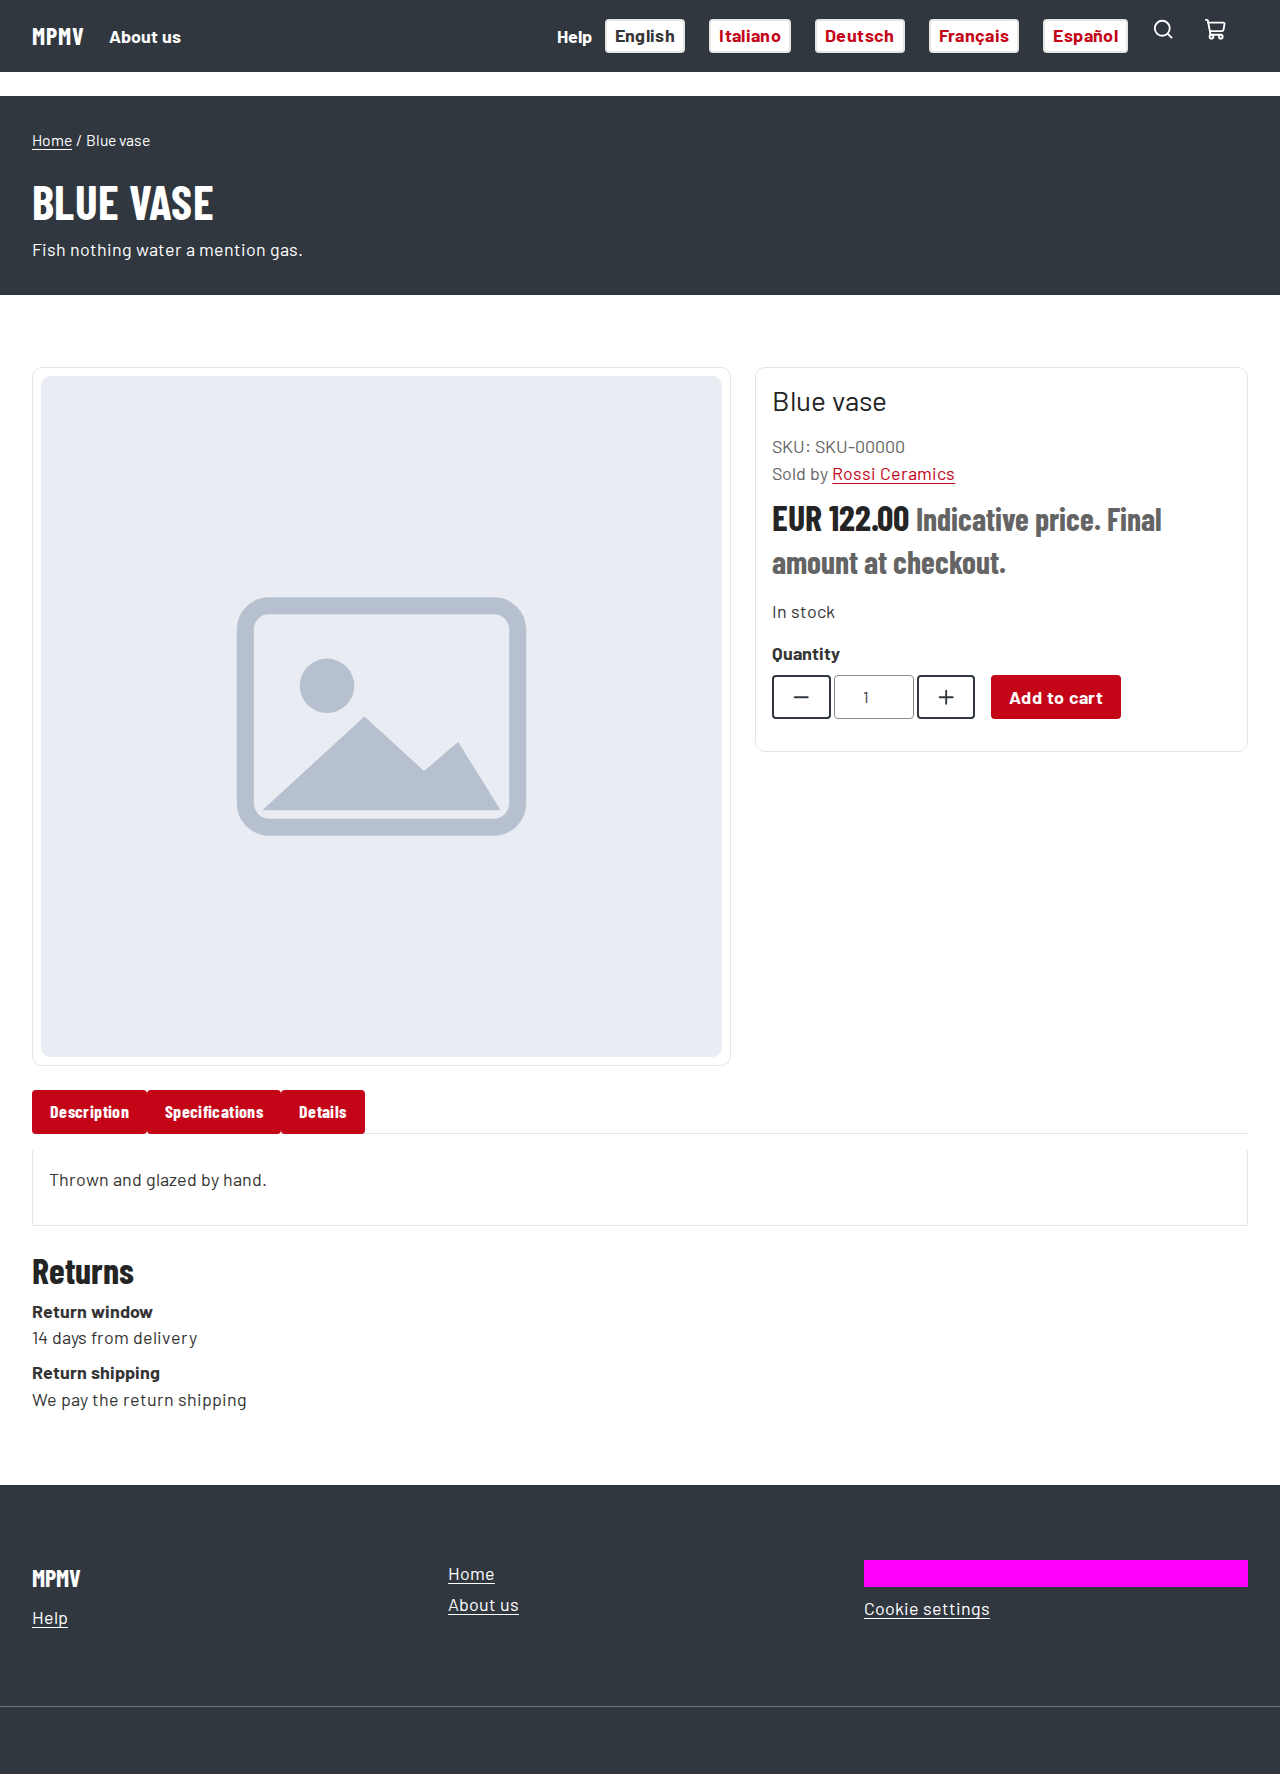 MPMV About us Help English Italiano Deutsch Français Español
Home / Blue vase
BLUE VASE
Fish nothing water a mention gas.
Blue vase
SKU: SKU-00000
Sold by Rossi Ceramics
EUR 122.00 Indicative price. Final
amount at checkout.
In stock
Quantity
1
Add to cart
Description Specifications Details
Thrown and glazed by hand.
Returns
Return window
14 days from delivery
Return shipping
We pay the return shipping
MPMV
Help
Home
About us
Cookie settings